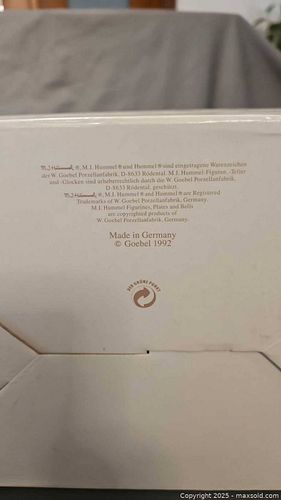 M.J. Hummel ®, M.I. Hummel ® und Hummel ® sind eingetragene Warenzeichen
der W. Goebel Porzellanfabrik, D-8633 Rödental. M.I. Hummel-Figuren, -Teller
und -Glocken sind urheberrechtlich durch die W. Goebel Porzellanfabrik,
D-8633 Rödental, geschützt.
M.J. Hummel ®, M.I. Hummel ® and Hummel ® are Registered
Trademarks of W. Goebel Porzellanfabrik, Germany.
M.I. Hummel Figurines, Plates and Bells
are copyrighted products of
W. Goebel Porzellanfabrik, Germany.
Made in Germany
© Goebel 1992
DER GRÜNE PUNKT
Copyright 2025 - maxsold.com